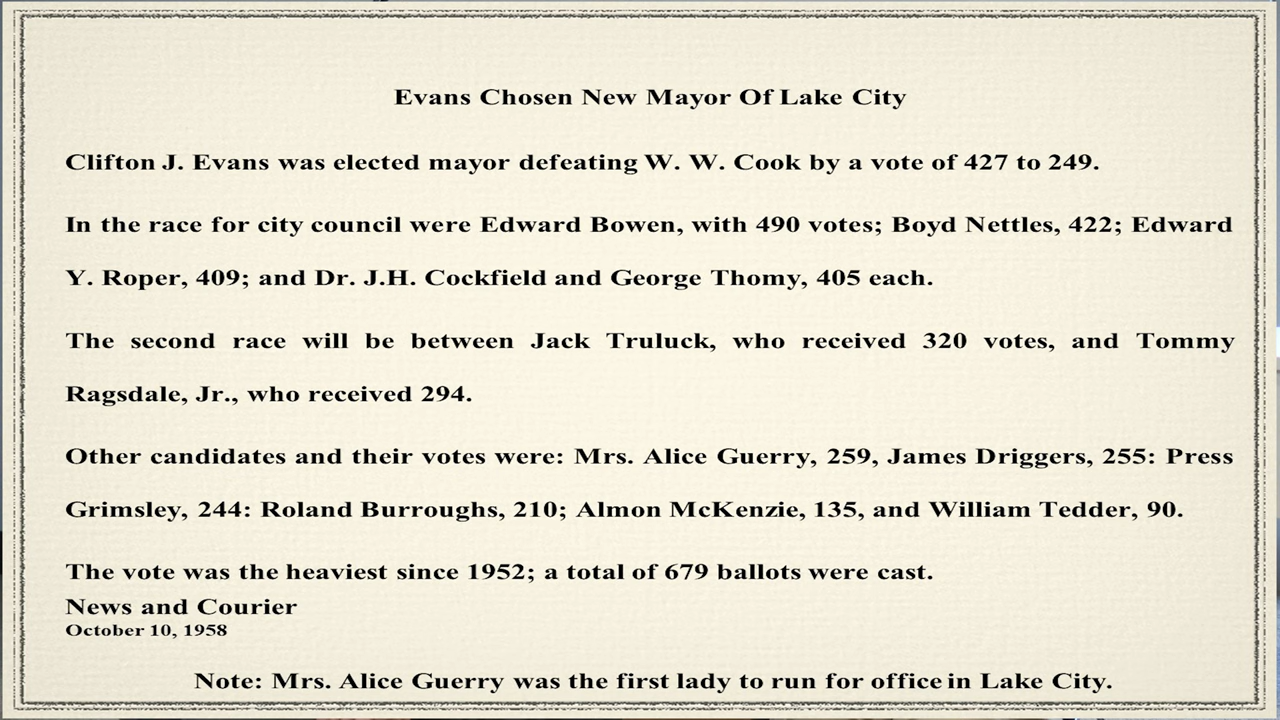 Evans Chosen New Mayor Of Lake City
Clifton J. Evans was elected mayor defeating W. W. Cook by a vote of 427 to 249.
In the race for city council were Edward Bowen, with 490 votes; Boyd Nettles, 422; Edward
Y. Roper, 409; and Dr. J.H. Cockfield and George Thomy, 405 each.
The second race will be between Jack Truluck, who received 320 votes, and Tommy
Ragsdale, Jr., who received 294.
Other candidates and their votes were: Mrs. Alice Guerry, 259, James Driggers, 255: Press
Grimsley, 244: Roland Burroughs, 210; Almon McKenzie, 135, and William Tedder, 90.
The vote was the heaviest since 1952; a total of 679 ballots were cast.
News and Courier
October 10, 1958
Note: Mrs. Alice Guerry was the first lady to run for office in Lake City.